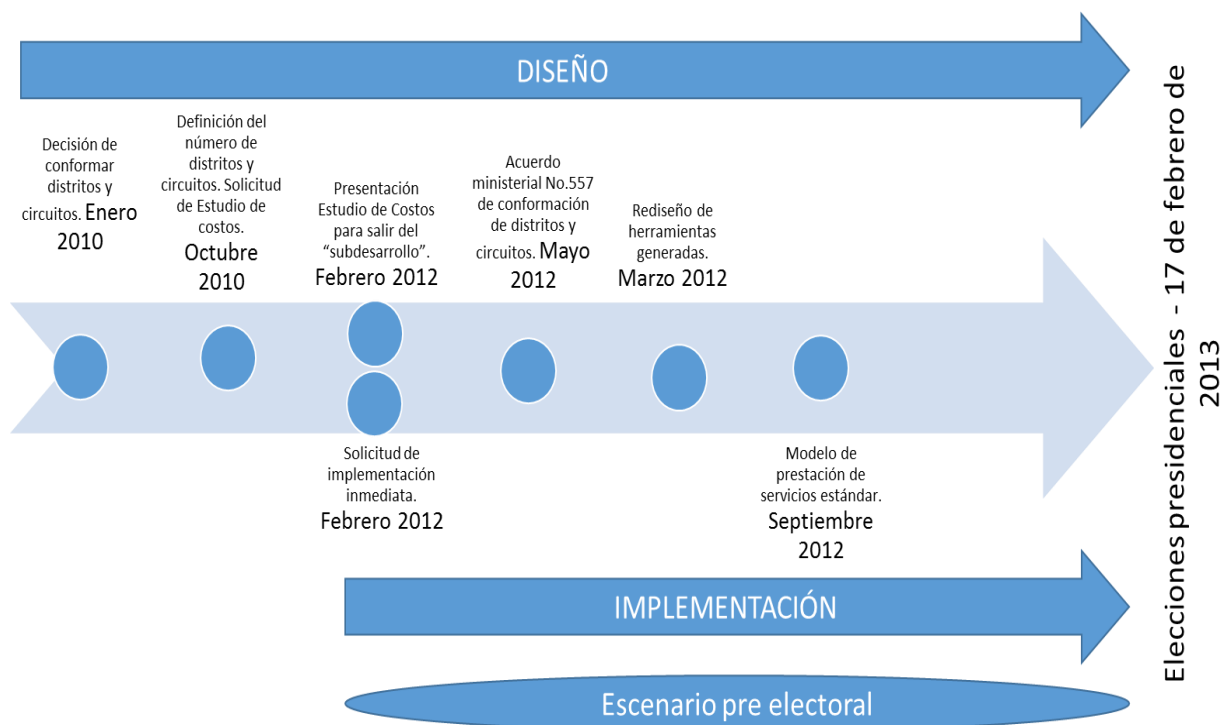 DISEÑO
Decisión de
conformar
distritos y
circuitos. Enero
2010
Definición del
número de
distritos y
circuitos. Solicitud
de Estudio de
costos.
Octubre
2010
Presentación
Estudio de Costos
para salir del
“subdesarrollo”.
Febrero 2012
Acuerdo
ministerial No.557
de conformación
de distritos y
circuitos. Mayo
2012
Rediseño de
herramientas
generadas.
Marzo 2012
Solicitud de
implementación
inmediata.
Febrero 2012
Modelo de
prestación de
servicios estándar.
Septiembre
2012
IMPLEMENTACIÓN
Escenario pre electoral
Elecciones presidenciales - 17 de febrero de
2013